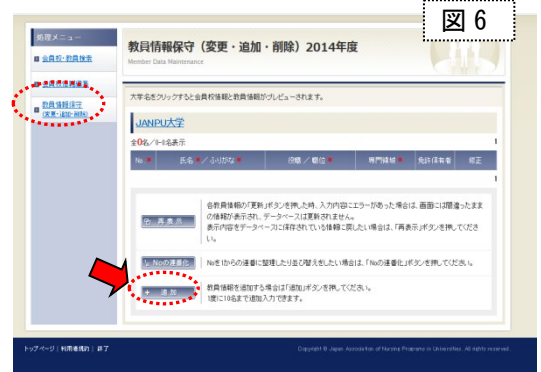 図 6
処理メニュー
会員校・教員検索
教員情報保守
(変更・追加・削除)
教員情報保守（変更・追加・削除）2014年度
Member Data Maintenance
大学名をクリックすると会員校情報と教員情報がプレビューされます。
JANPU大学
全0名／0-0名表示
1
No ※ 氏名 ※／ふりがな ※ 役職／職位 ※ 専門領域 ※ 免許保有者 修正
1
再表示
各教員情報の「更新」ボタンを押した時、入力内容にエラーがあった場合は、画面には間違ったまま
の情報が表示され、データベースは更新されません。
表示内容をデータベースに保存されている情報に戻したい場合は、「再表示」ボタンを押してくださ
い。
Noの連番化
Noを1からの連番に整理したり並び替えをしたい場合は、「Noの連番化」ボタンを押してください。
＋ 追加
教員情報を追加する場合は「追加」ボタンを押してください。
1度に10名まで追加入力できます。
トップページ | 利用者規約 | 終了
Copyright © Japan Association of Nursing Programs in Universities. All rights reserved.